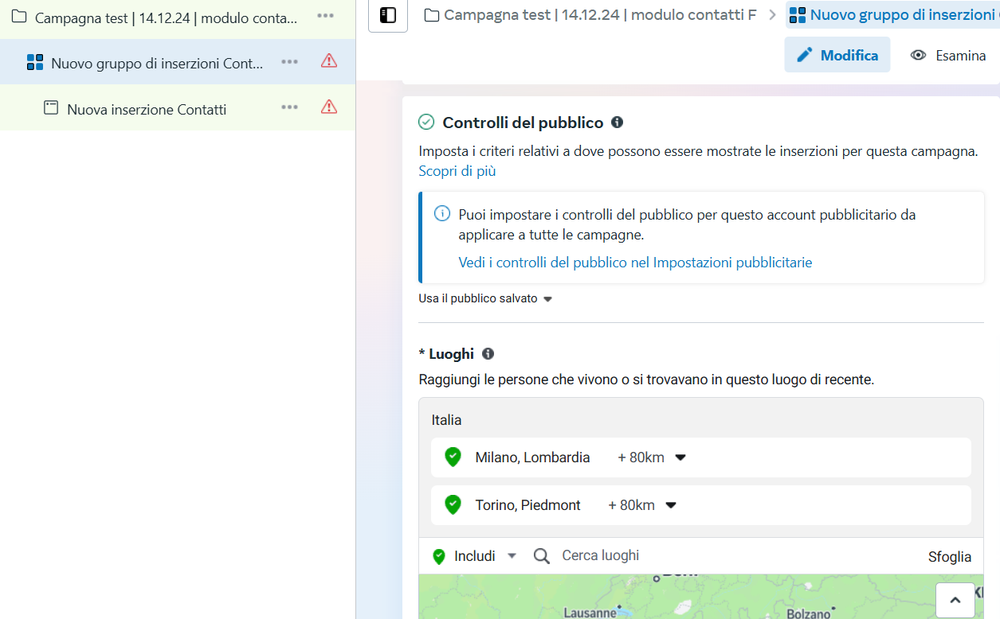 Campagna test | 14.12.24 | modulo conta...
Nuovo gruppo di inserzioni Cont...
Nuova inserzione Contatti
Campagna test | 14.12.24 | modulo contatti F
Nuovo gruppo di inserzioni
Modifica
Esamina
Controlli del pubblico
Imposta i criteri relativi a dove possono essere mostrate le inserzioni per questa campagna.
Scopri di più
Puoi impostare i controlli del pubblico per questo account pubblicitario da
applicare a tutte le campagne.
Vedi i controlli del pubblico nel Impostazioni pubblicitarie
Usa il pubblico salvato
* Luoghi
Raggiungi le persone che vivono o si trovavano in questo luogo di recente.
Italia
Milano, Lombardia + 80km
Torino, Piedmont + 80km
Includi
Cerca luoghi
Sfoglia
Lausanne
Bolzano